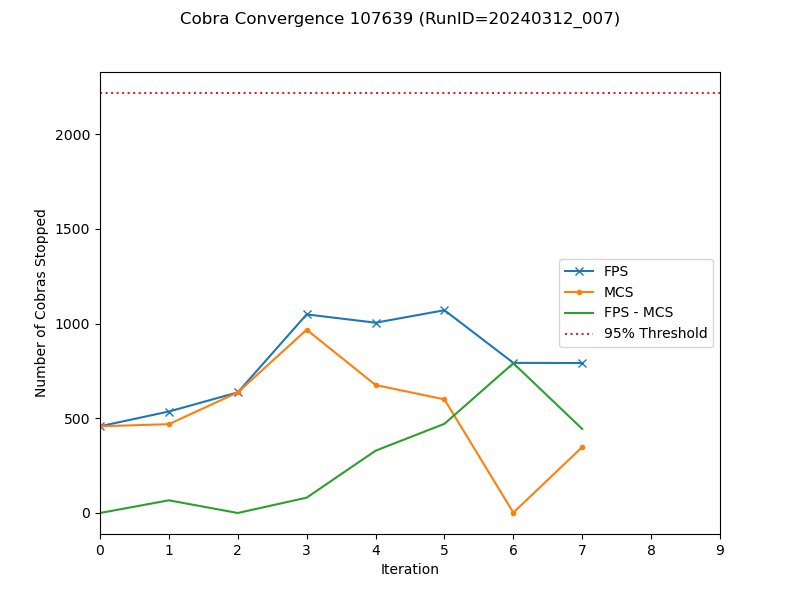 Cobra Convergence 107639 (RunID=20240312_007)
Number of Cobras Stopped
2000
1500
1000
500
0
FPS
MCS
FPS - MCS
95% Threshold
0 1 2 3 4 5 6 7 8 9
Iteration